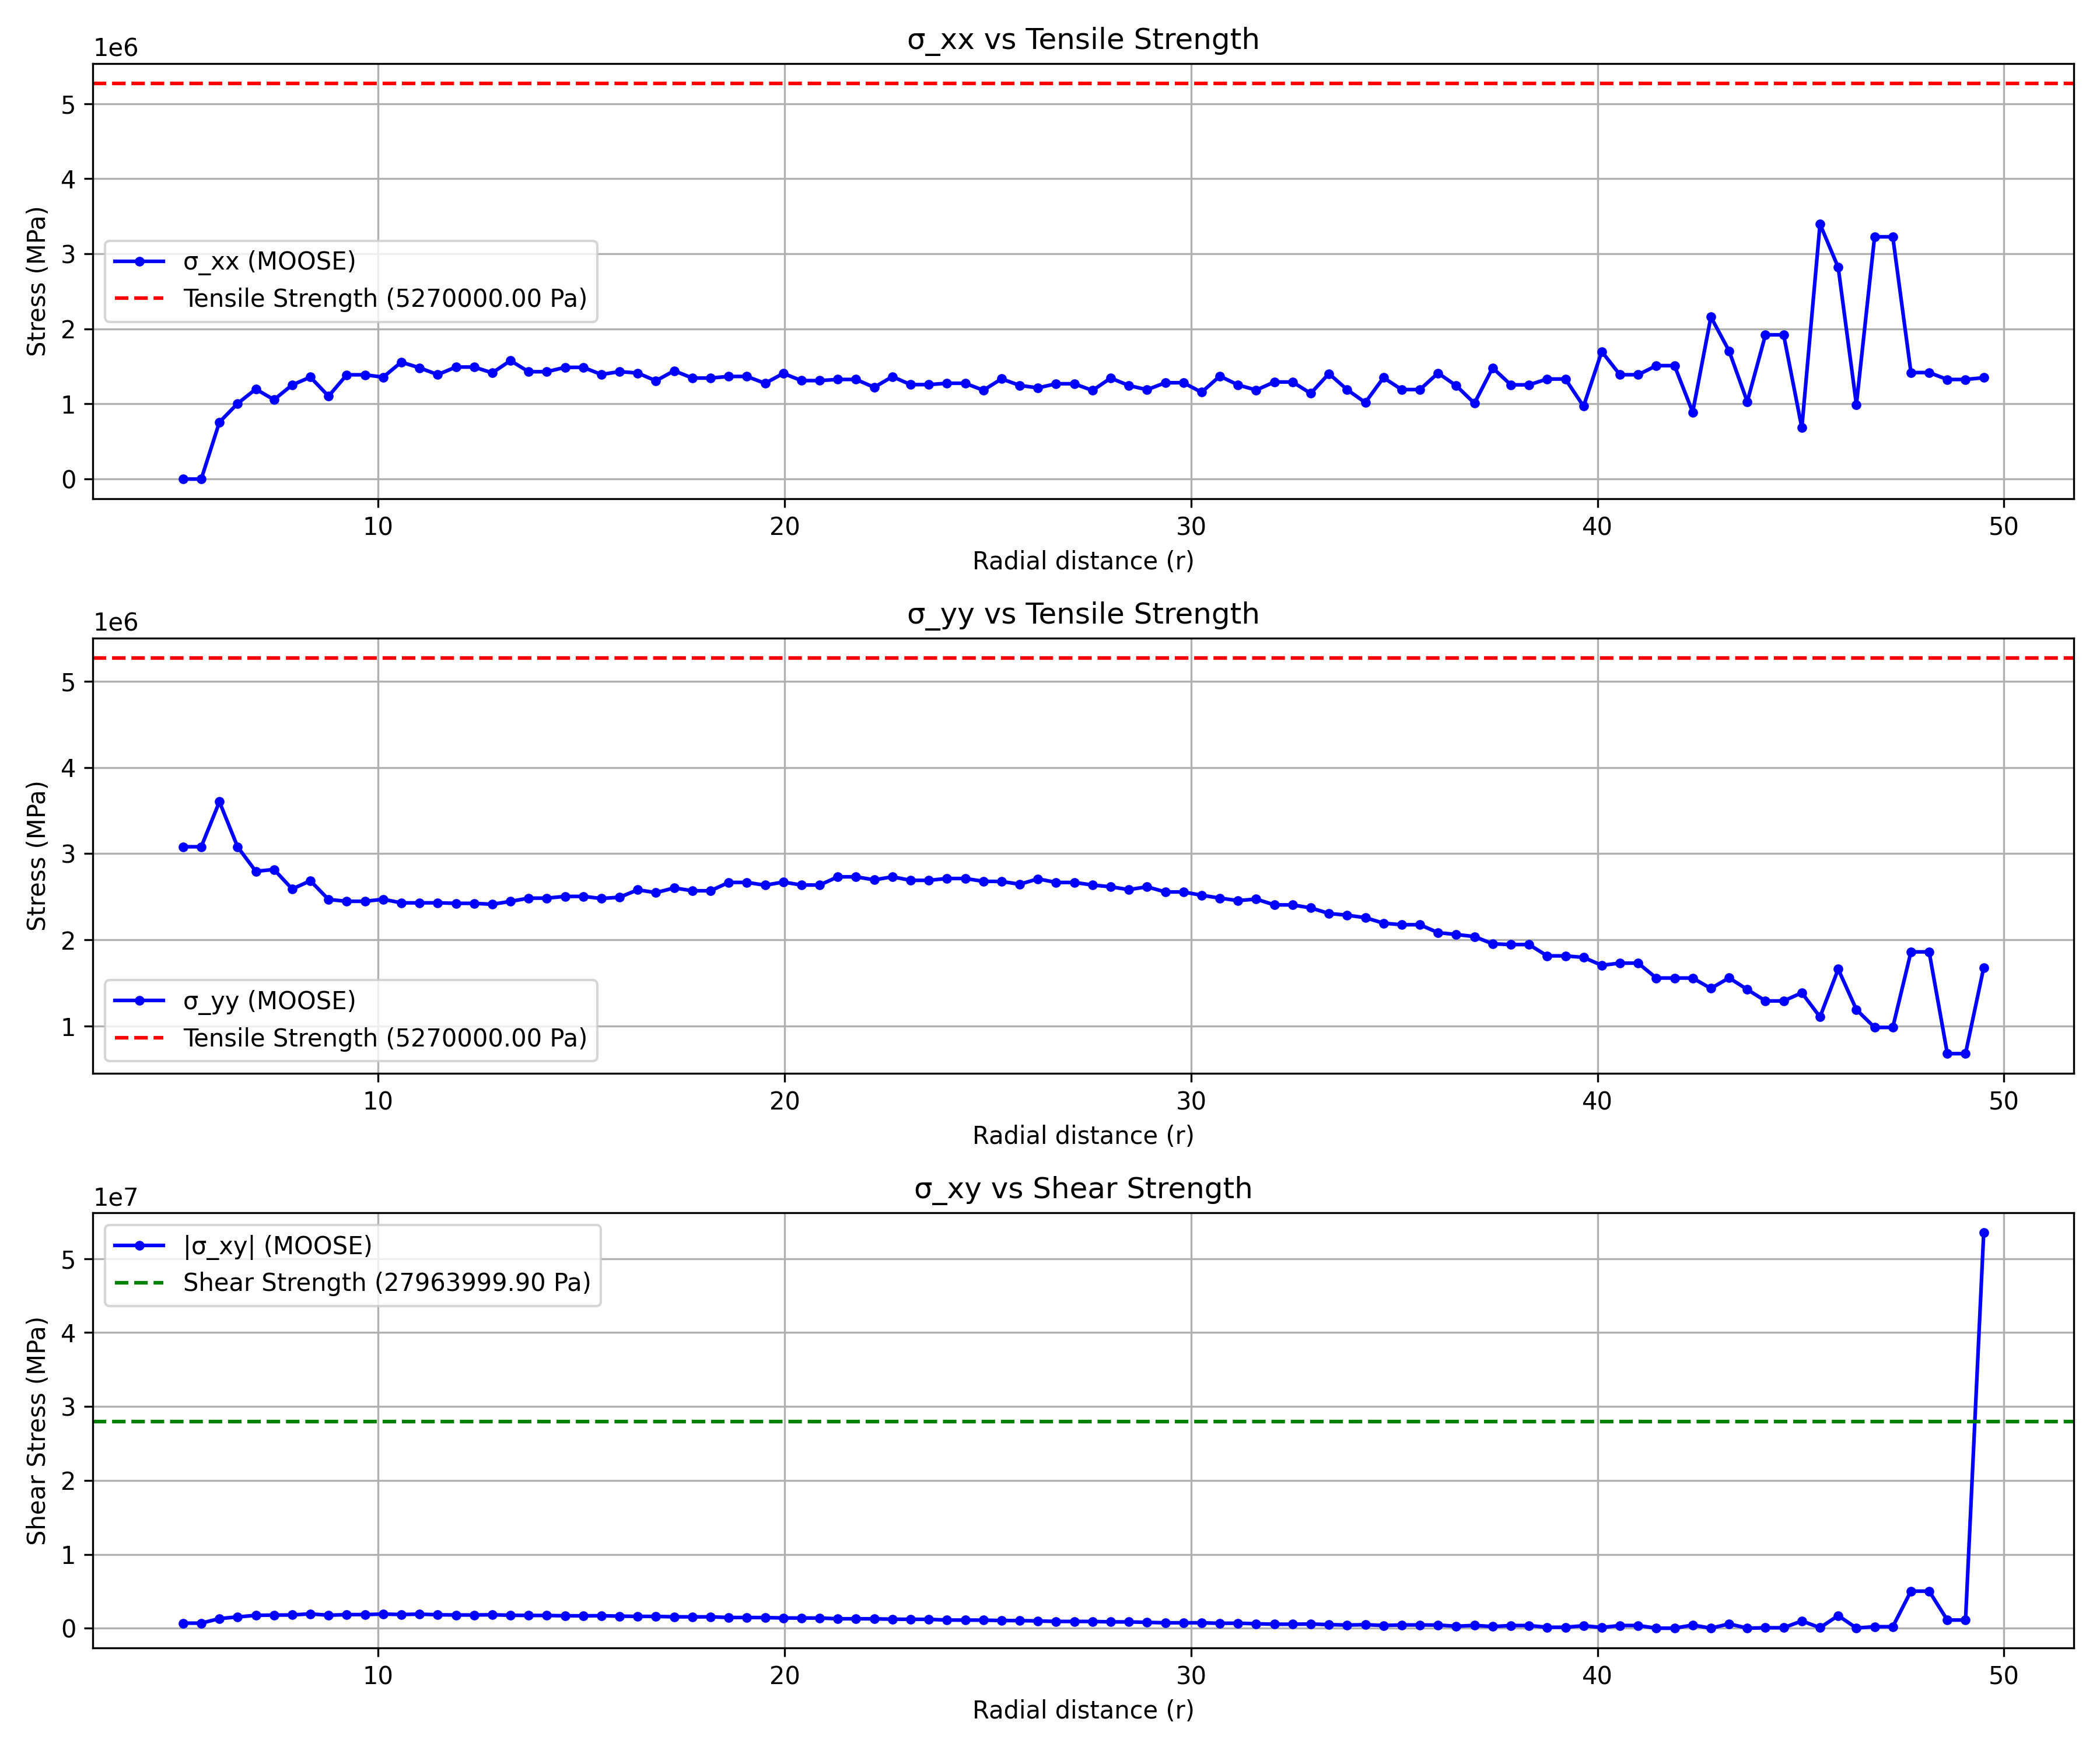 σ_xx vs Tensile Strength
1e6
5
4
3
2
1
0
Stress (MPa)
σ_xx (MOOSE)
Tensile Strength (5270000.00 Pa)
10 20 30 40 50
Radial distance (r)
σ_yy vs Tensile Strength
1e6
5
4
3
2
1
Stress (MPa)
σ_yy (MOOSE)
Tensile Strength (5270000.00 Pa)
10 20 30 40 50
Radial distance (r)
σ_xy vs Shear Strength
1e7
5
4
3
2
1
0
Shear Stress (MPa)
|σ_xy| (MOOSE)
Shear Strength (27963999.90 Pa)
10 20 30 40 50
Radial distance (r)